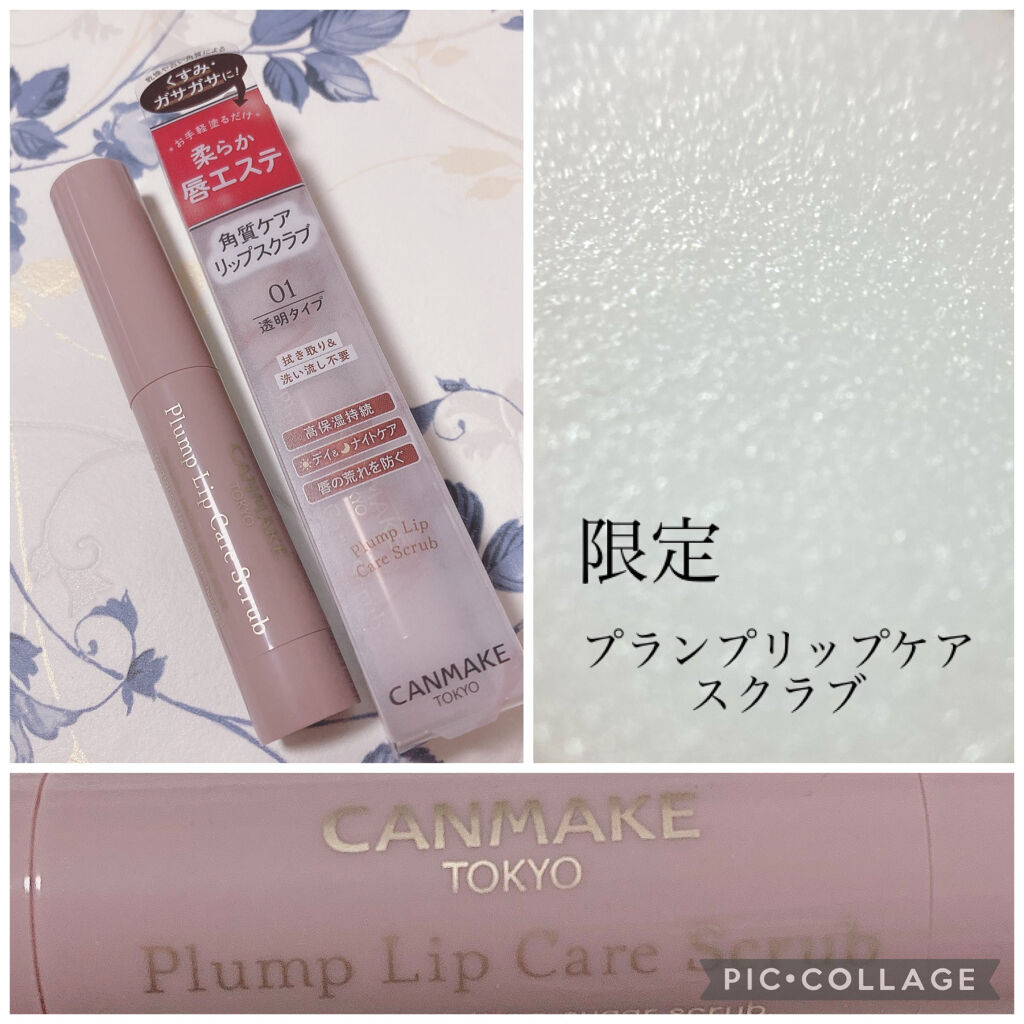 乾燥や古い角質による
くすみ・
ガサガサに!
お手軽塗るだけ
柔らか
唇エステ
角質ケア
リップスクラブ
01
透明タイプ
拭き取り&
洗い流し不要
高保湿持続
デイ&ナイトケア
唇の荒れを防ぐ
Plump Lip
Care Scrub
CANMAKE
TOKYO
CANMAKE
TOKYO
Plump Lip Care Scrub
限定
プランプリップケア
スクラブ
CANMAKE
TOKYO
Plump Lip Care Scrub
sugar scrub
PIC•COLLAGE